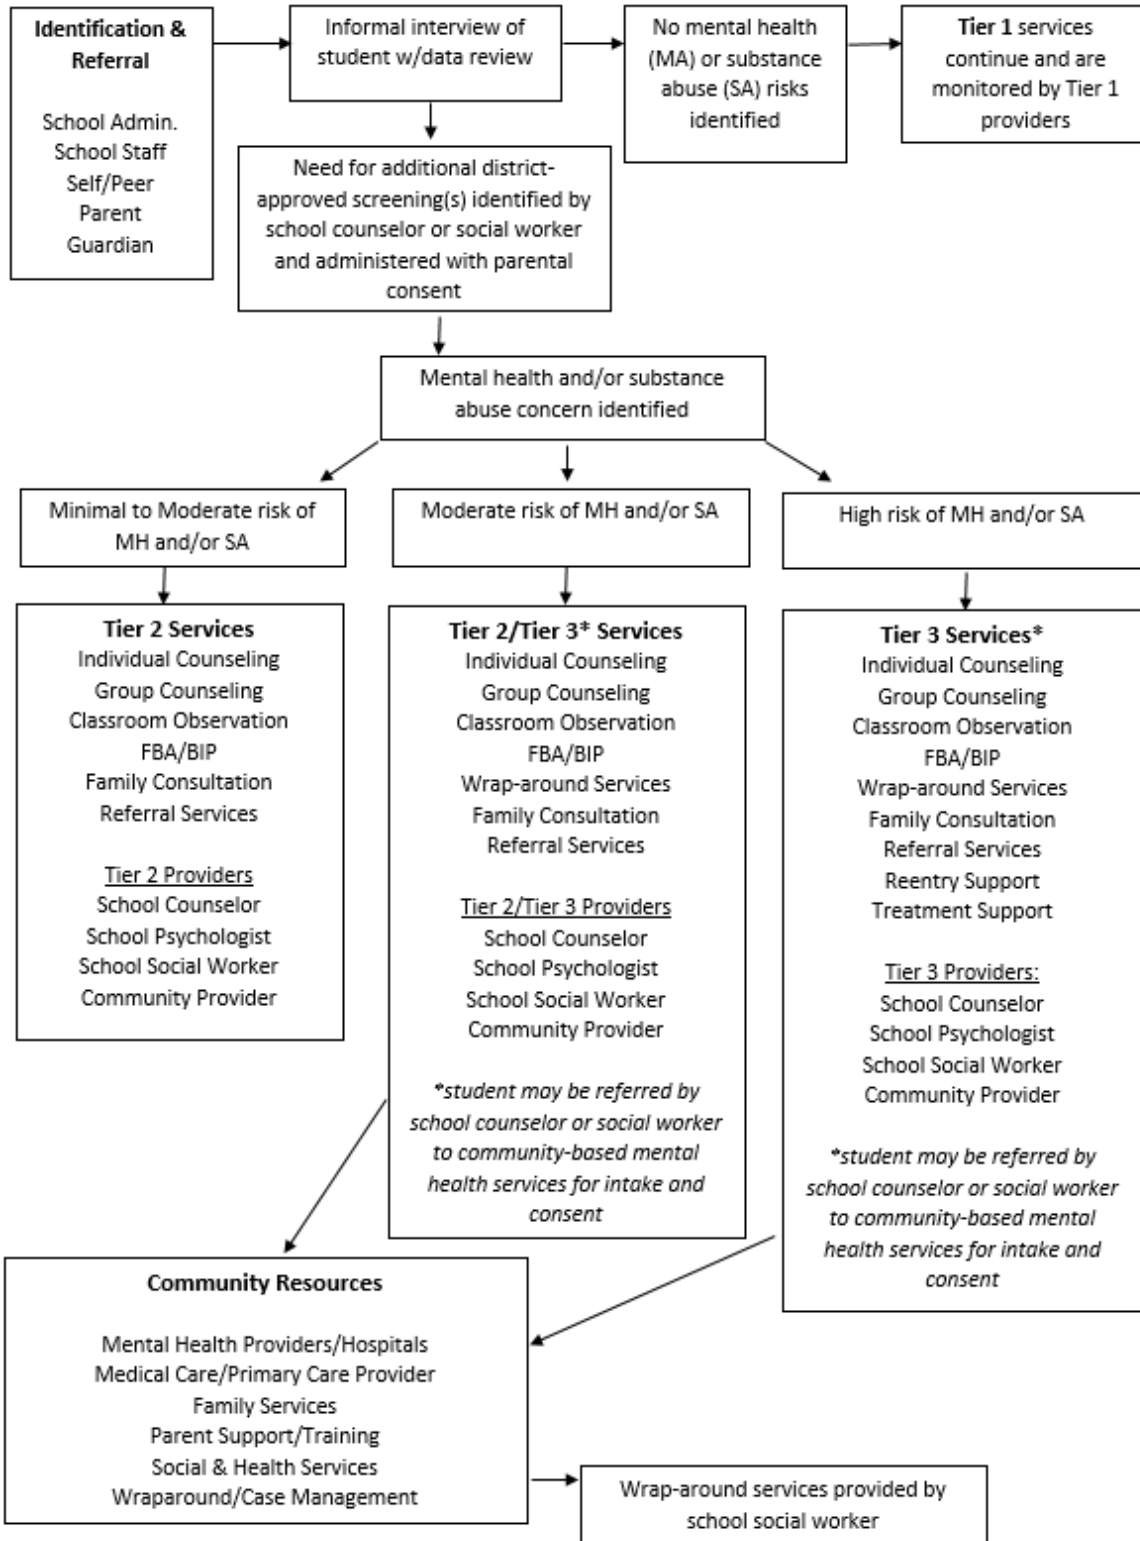 Identification &
Referral
School Admin.
School Staff
Self/Peer
Parent
Guardian
Informal interview of
student w/data review
No mental health
(MA) or substance
abuse (SA) risks
identified
Tier 1 services
continue and are
monitored by Tier 1
providers
Need for additional district-
approved screening(s) identified by
school counselor or social worker
and administered with parental
consent
Mental health and/or substance
abuse concern identified
Minimal to Moderate risk of
MH and/or SA
Moderate risk of MH and/or SA
High risk of MH and/or SA
Tier 2 Services
Individual Counseling
Group Counseling
Classroom Observation
FBA/BIP
Family Consultation
Referral Services
Tier 2 Providers
School Counselor
School Psychologist
School Social Worker
Community Provider
Tier 2/Tier 3* Services
Individual Counseling
Group Counseling
Classroom Observation
FBA/BIP
Wrap-around Services
Family Consultation
Referral Services
Tier 2/Tier 3 Providers
School Counselor
School Psychologist
School Social Worker
Community Provider
*student may be referred by
school counselor or social worker
to community-based mental
health services for intake and
consent
Tier 3 Services*
Individual Counseling
Group Counseling
Classroom Observation
FBA/BIP
Wrap-around Services
Family Consultation
Referral Services
Reentry Support
Treatment Support
Tier 3 Providers:
School Counselor
School Psychologist
School Social Worker
Community Provider
*student may be referred by
school counselor or social worker
to community-based mental
health services for intake and
consent
Community Resources
Mental Health Providers/Hospitals
Medical Care/Primary Care Provider
Family Services
Parent Support/Training
Social & Health Services
Wraparound/Case Management
Wrap-around services provided by
school social worker